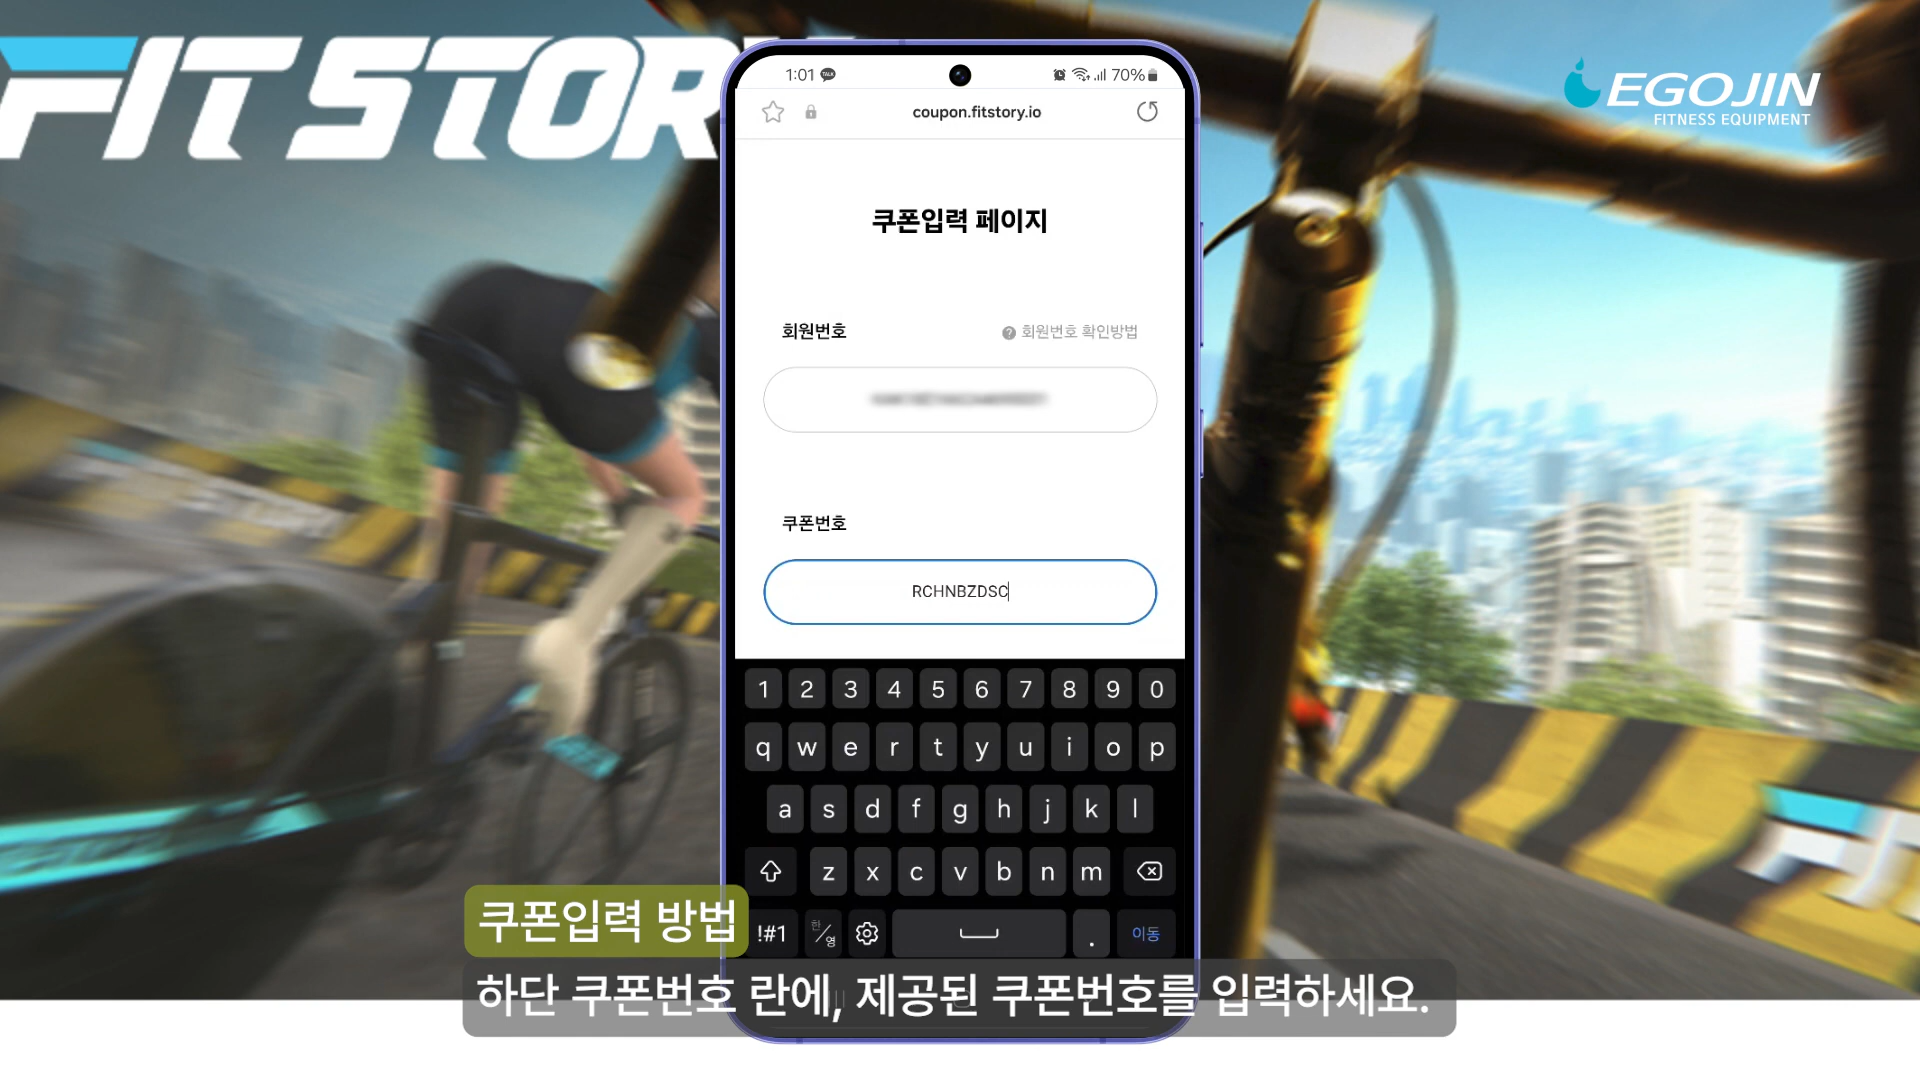 FIT STOR
EGOJIN
FITNESS EQUIPMENT
1:01 TALK 70%
coupon.fitstory.io
쿠폰입력 페이지
회원번호
? 회원번호 확인방법
쿠폰번호
RCHNBZDSC
1 2 3 4 5 6 7 8 9 0
q w e r t y u i o p
a s d f g h j k l
z x c v b n m
!#1 한/영 . 이동
쿠폰입력 방법
하단 쿠폰번호 란에, 제공된 쿠폰번호를 입력하세요.